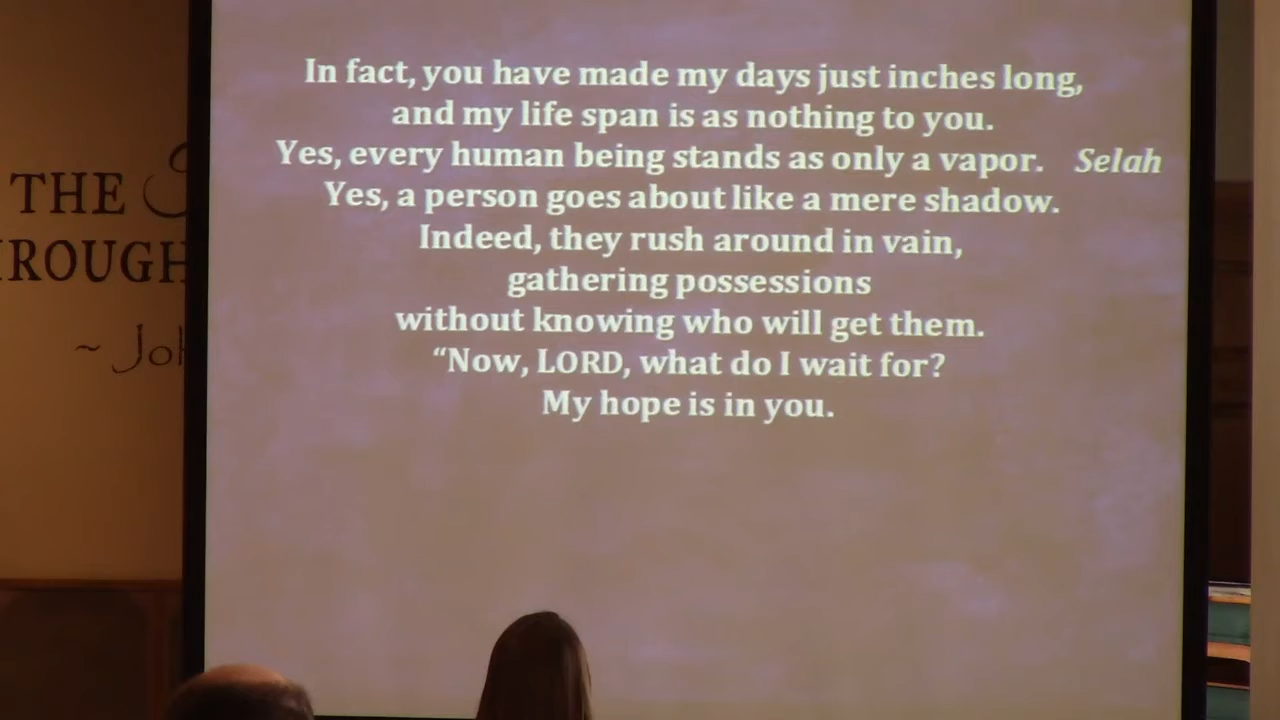 In fact, you have made my days just inches long,
and my life span is as nothing to you.
Yes, every human being stands as only a vapor. Selah
Yes, a person goes about like a mere shadow.
Indeed, they rush around in vain,
gathering possessions
without knowing who will get them.
“Now, LORD, what do I wait for?
My hope is in you.
THE
~